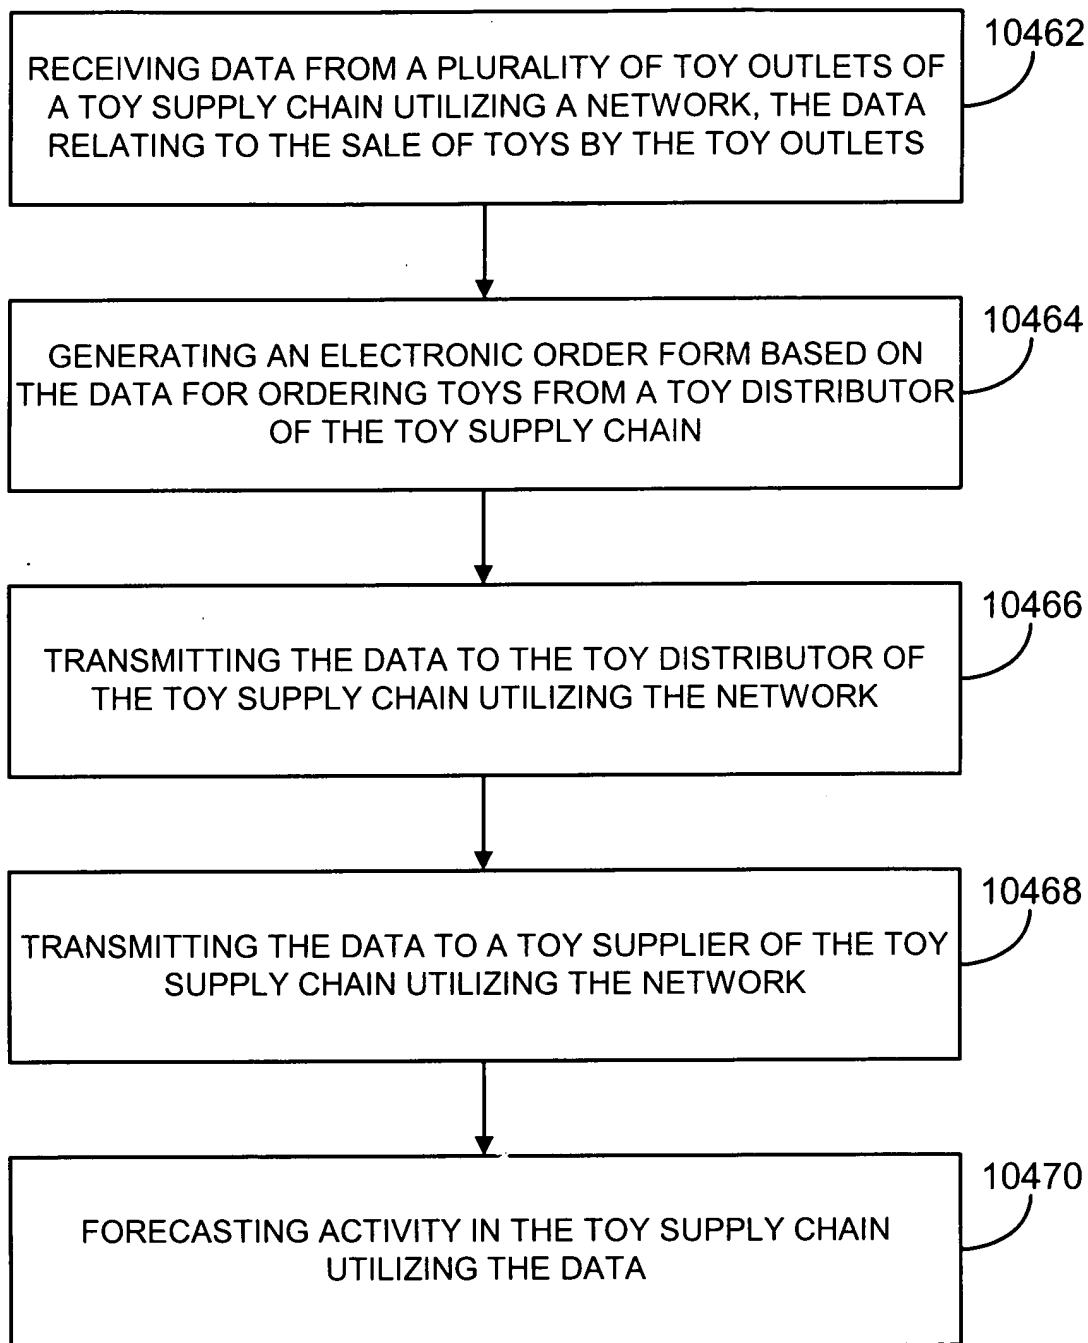 10462
RECEIVING DATA FROM A PLURALITY OF TOY OUTLETS OF
A TOY SUPPLY CHAIN UTILIZING A NETWORK, THE DATA
RELATING TO THE SALE OF TOYS BY THE TOY OUTLETS
10464
GENERATING AN ELECTRONIC ORDER FORM BASED ON
THE DATA FOR ORDERING TOYS FROM A TOY DISTRIBUTOR
OF THE TOY SUPPLY CHAIN
10466
TRANSMITTING THE DATA TO THE TOY DISTRIBUTOR OF
THE TOY SUPPLY CHAIN UTILIZING THE NETWORK
10468
TRANSMITTING THE DATA TO A TOY SUPPLIER OF THE TOY
SUPPLY CHAIN UTILIZING THE NETWORK
10470
FORECASTING ACTIVITY IN THE TOY SUPPLY CHAIN
UTILIZING THE DATA